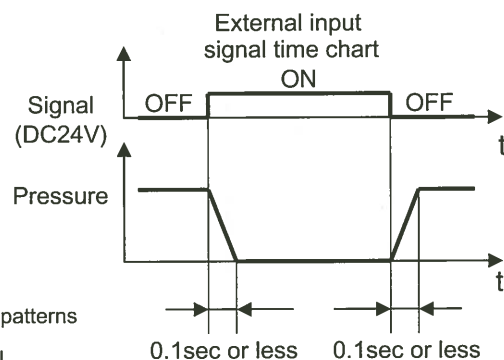 External input
signal time chart
ON
Signal
(DC24V)
OFF
OFF
t
Pressure
t
patterns
0.1sec or less
0.1sec or less